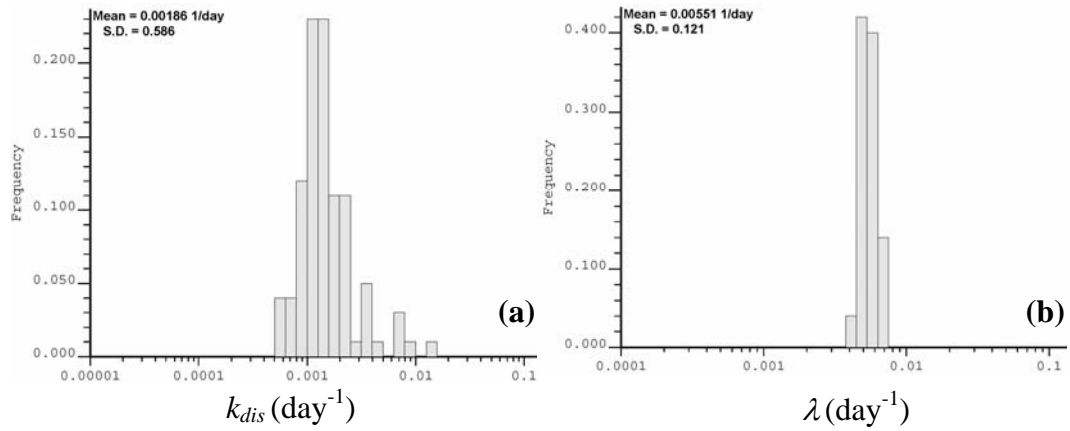 Mean = 0.00186 1/day
S.D. = 0.586
0.200
0.150
0.100
0.050
0.000
Frequency
0.00001
0.0001
0.001
0.01
0.1
(a)
k_dis (day⁻¹)
Mean = 0.00551 1/day
S.D. = 0.121
0.400
0.300
0.200
0.100
0.000
Frequency
0.0001
0.001
0.01
0.1
(b)
λ (day⁻¹)